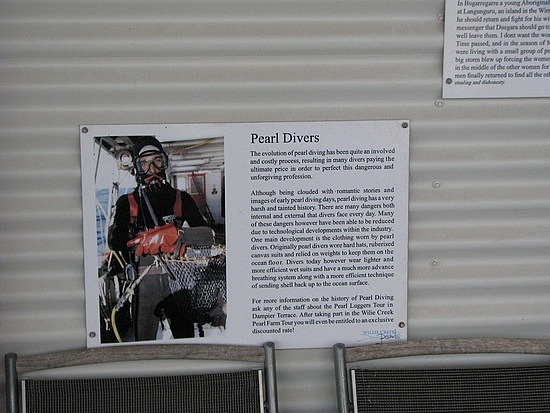 In Bugarregarre a young Aboriginal
at Langunguru, an island in the
he should return and fight for his
messenger that Duegara should go
well leave them. I dont want the
Time passed, and in the season of
were living with a small group of
big storm blew up forcing the
in the middle of the other women for
men finally returned to find all the
stealing and dishonesty.
Pearl Divers
The evolution of pearl diving has been quite an involved
and costly process, resulting in many divers paying the
ultimate price in order to perfect this dangerous and
unforgiving profession.
Although being clouded with romantic stories and
images of early pearl diving days, pearl diving has a very
harsh and tainted history. There are many dangers both
internal and external that divers face every day. Many
of these dangers however have been able to be reduced
due to technological developments within the industry.
One main development is the clothing worn by pearl
divers. Originally pearl divers wore hard hats, ruberised
canvas suits and relied on weights to keep them on the
ocean floor. Divers today however wear lighter and
more efficient wet suits and have a much more advance
breathing system along with a more efficient technique
of sending shell back up to the ocean surface.
For more information on the history of Pearl Diving
ask any of the staff about the Pearl Luggers Tour in
Dampier Terrace. After taking part in the Wilie Creek
Pearl Farm Tour you will even be entitled to an exclusive
discounted rate!
WILLIE CREEK
Pearls